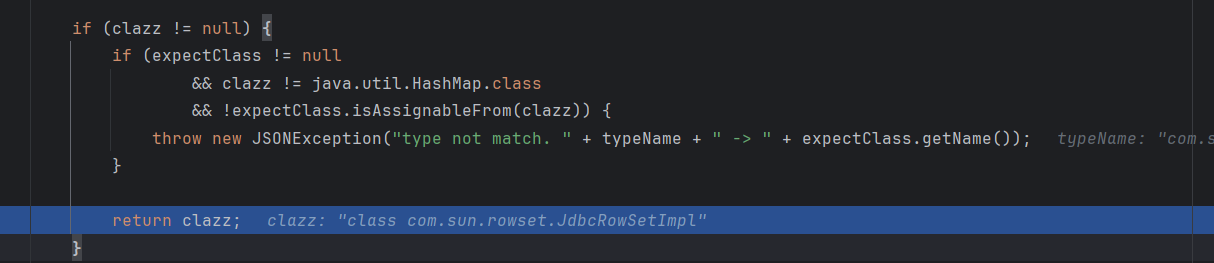 if (clazz != null) {
if (expectClass != null
&& clazz != java.util.HashMap.class
&& !expectClass.isAssignableFrom(clazz)) {
throw new JSONException("type not match. " + typeName + " -> " + expectClass.getName()); typeName: "com.s
}
return clazz; clazz: "class com.sun.rowset.JdbcRowSetImpl"
}